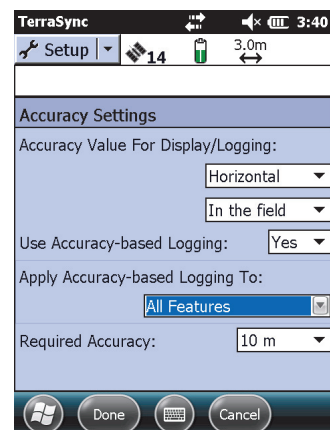 TerraSync 3:40
Setup 14 3.0m
Accuracy Settings
Accuracy Value For Display/Logging:
Horizontal
In the field
Use Accuracy-based Logging: Yes
Apply Accuracy-based Logging To:
All Features
Required Accuracy: 10 m
Done Cancel